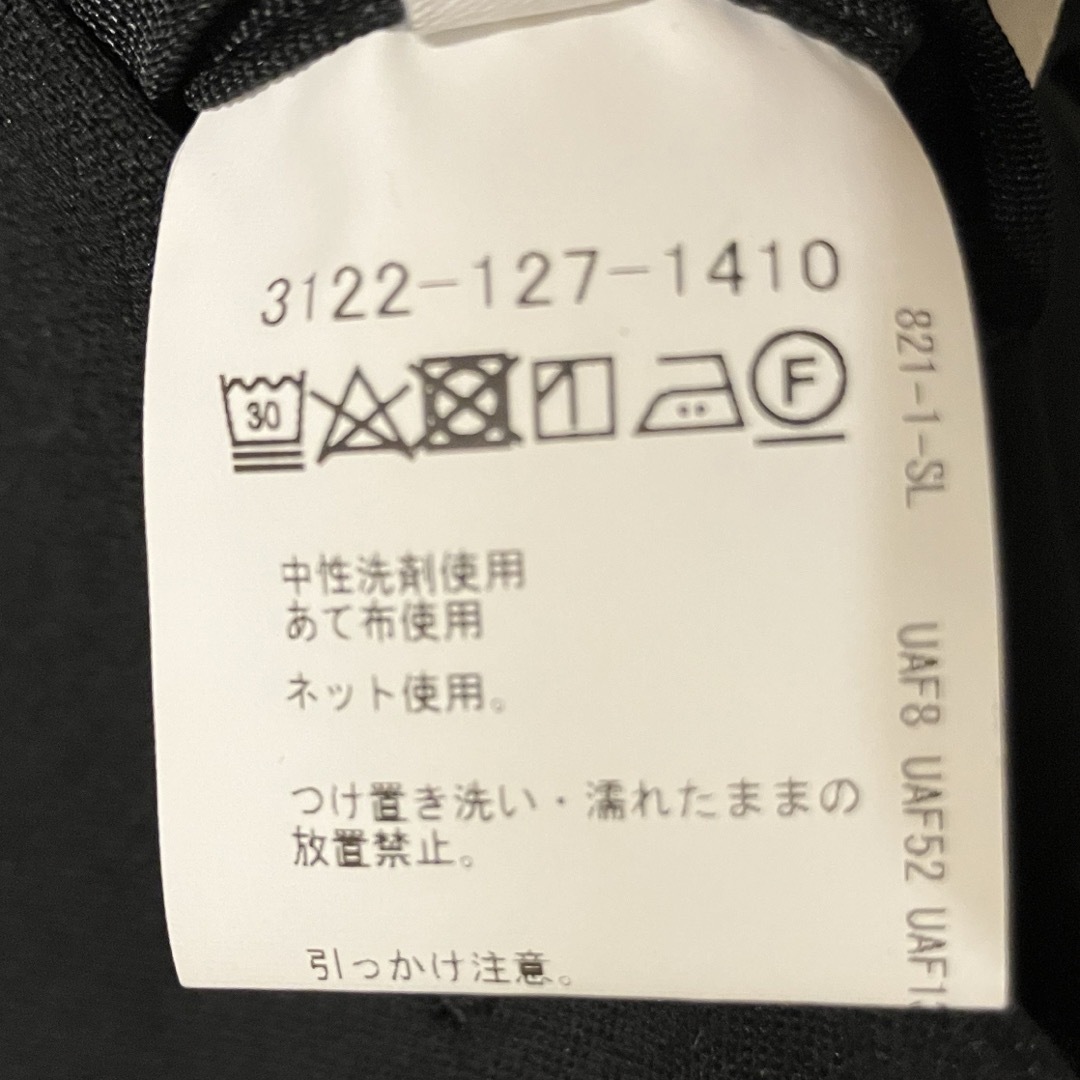 3122-127-1410
30
F
中性洗剤使用
あて布使用
ネット使用。
つけ置き洗い・濡れたままの
放置禁止。
引っかけ注意。
821-1-SL UAF8 UAF52